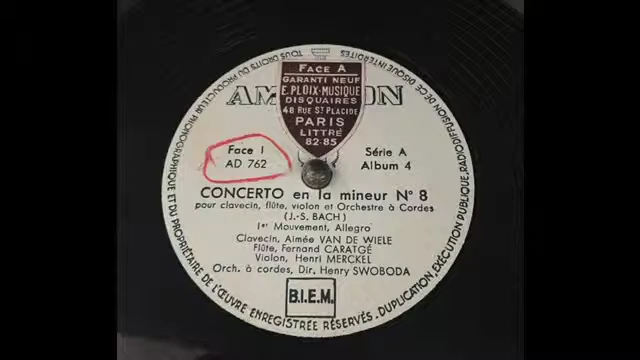 FACE A
GARANTI NEUF
E. PLOIX-MUSIQUE
DISQUAIRES
48 RUE ST PLACIDE
PARIS
LITTRÉ
82-85
Face I
AD 762
Série A
Album 4
CONCERTO en la mineur N° 8
pour clavecin, flûte, violon et Orchestre à Cordes
(J.-S. BACH)
1er Mouvement, Allegro
Clavecin, Aimée VAN DE WIELE
Flûte, Fernand CARATGÉ
Violon, Henri MERCKEL
Orch. à cordes, Dir. Henry SWOBODA
B.I.E.M.
TOUS DROITS DU PRODUCTEUR PHONOGRAPHIQUE ET DU PROPRIÉTAIRE DE L'ŒUVRE ENREGISTRÉE RÉSERVÉS - DUPLICATION, EXÉCUTION PUBLIQUE, RADIODIFFUSION DE CE DISQUE INTERDITES